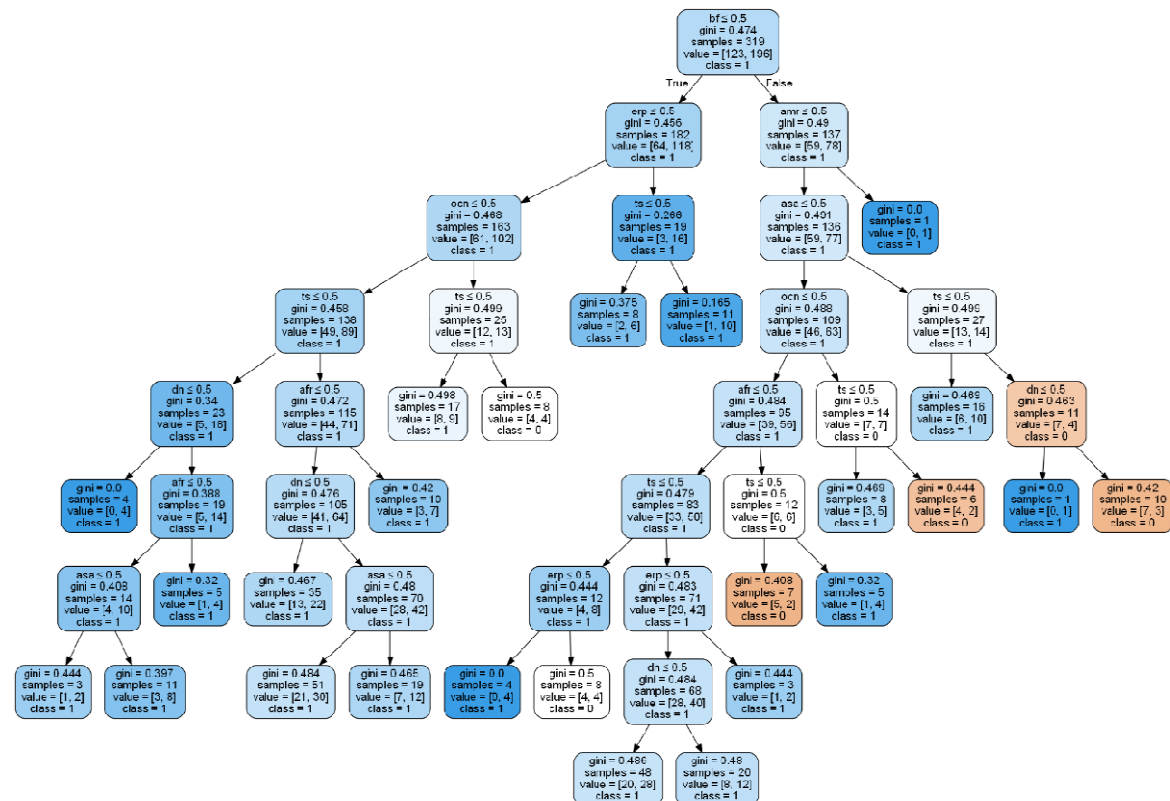 bf ≤ 0.5
gini = 0.474
samples = 319
value = [123, 196]
class = 1
True
False
erp ≤ 0.5
gini = 0.456
samples = 182
value = [64, 118]
class = 1
amr ≤ 0.5
gini = 0.49
samples = 137
value = [59, 78]
class = 1
ocn ≤ 0.5
gini = 0.468
samples = 163
value = [61, 102]
class = 1
ts ≤ 0.5
gini = 0.266
samples = 19
value = [3, 16]
class = 1
asa ≤ 0.5
gini = 0.491
samples = 136
value = [59, 77]
class = 1
gini = 0.0
samples = 1
value = [0, 1]
class = 1
ts ≤ 0.5
gini = 0.458
samples = 138
value = [49, 89]
class = 1
ts ≤ 0.5
gini = 0.499
samples = 25
value = [12, 13]
class = 1
gini = 0.375
samples = 8
value = [2, 6]
class = 1
gini = 0.165
samples = 11
value = [1, 10]
class = 1
ocn ≤ 0.5
gini = 0.488
samples = 109
value = [46, 63]
class = 1
ts ≤ 0.5
gini = 0.499
samples = 27
value = [13, 14]
class = 1
dn ≤ 0.5
gini = 0.34
samples = 23
value = [5, 18]
class = 1
afr ≤ 0.5
gini = 0.472
samples = 115
value = [44, 71]
class = 1
gini = 0.498
samples = 17
value = [8, 9]
class = 1
gini = 0.5
samples = 8
value = [4, 4]
class = 0
afr ≤ 0.5
gini = 0.484
samples = 95
value = [39, 56]
class = 1
ts ≤ 0.5
gini = 0.5
samples = 14
value = [7, 7]
class = 0
gini = 0.469
samples = 16
value = [6, 10]
class = 1
dn ≤ 0.5
gini = 0.463
samples = 11
value = [7, 4]
class = 0
gini = 0.0
samples = 4
value = [0, 4]
class = 1
afr ≤ 0.5
gini = 0.388
samples = 19
value = [5, 14]
class = 1
dn ≤ 0.5
gini = 0.476
samples = 105
value = [41, 64]
class = 1
gini = 0.42
samples = 10
value = [3, 7]
class = 1
ts ≤ 0.5
gini = 0.479
samples = 83
value = [33, 50]
class = 1
ts ≤ 0.5
gini = 0.5
samples = 12
value = [6, 6]
class = 0
gini = 0.469
samples = 8
value = [3, 5]
class = 1
gini = 0.444
samples = 6
value = [4, 2]
class = 0
gini = 0.0
samples = 1
value = [0, 1]
class = 1
gini = 0.42
samples = 10
value = [7, 3]
class = 0
asa ≤ 0.5
gini = 0.408
samples = 14
value = [4, 10]
class = 1
gini = 0.32
samples = 5
value = [1, 4]
class = 1
gini = 0.467
samples = 35
value = [13, 22]
class = 1
asa ≤ 0.5
gini = 0.48
samples = 70
value = [28, 42]
class = 1
erp ≤ 0.5
gini = 0.444
samples = 12
value = [4, 8]
class = 1
erp ≤ 0.5
gini = 0.483
samples = 71
value = [29, 42]
class = 1
gini = 0.408
samples = 7
value = [5, 2]
class = 0
gini = 0.32
samples = 5
value = [1, 4]
class = 1
gini = 0.444
samples = 3
value = [1, 2]
class = 1
gini = 0.397
samples = 11
value = [3, 8]
class = 1
gini = 0.484
samples = 51
value = [21, 30]
class = 1
gini = 0.465
samples = 19
value = [7, 12]
class = 1
gini = 0.0
samples = 4
value = [0, 4]
class = 1
gini = 0.5
samples = 8
value = [4, 4]
class = 0
dn ≤ 0.5
gini = 0.484
samples = 68
value = [28, 40]
class = 1
gini = 0.444
samples = 3
value = [1, 2]
class = 1
gini = 0.486
samples = 48
value = [20, 28]
class = 1
gini = 0.48
samples = 20
value = [8, 12]
class = 1